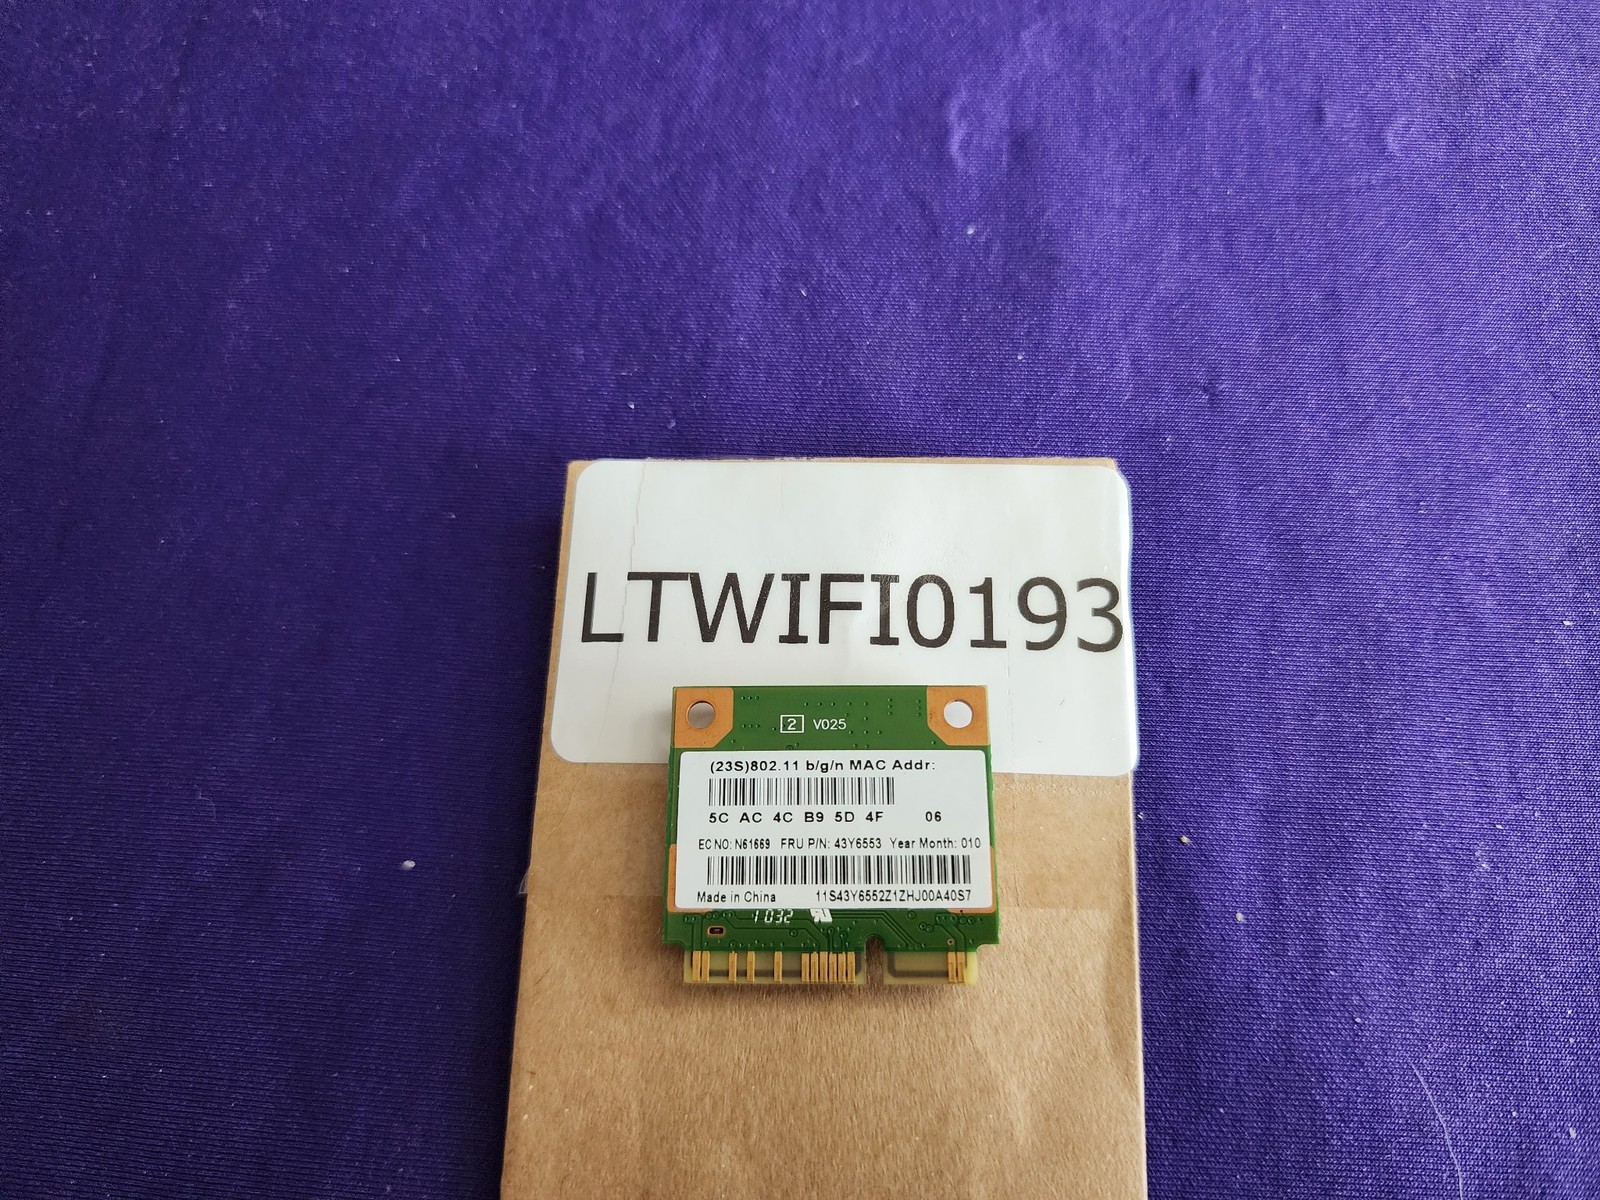 LTWIFI0193
2 V025
(23S)802.11 b/g/n MAC Addr:
5C AC 4C B9 5D 4F 06
EC NO: N61669 FRU P/N: 43Y6553 Year Month: 010
Made in China 11S43Y6552Z1ZHJ00A40S7
1032